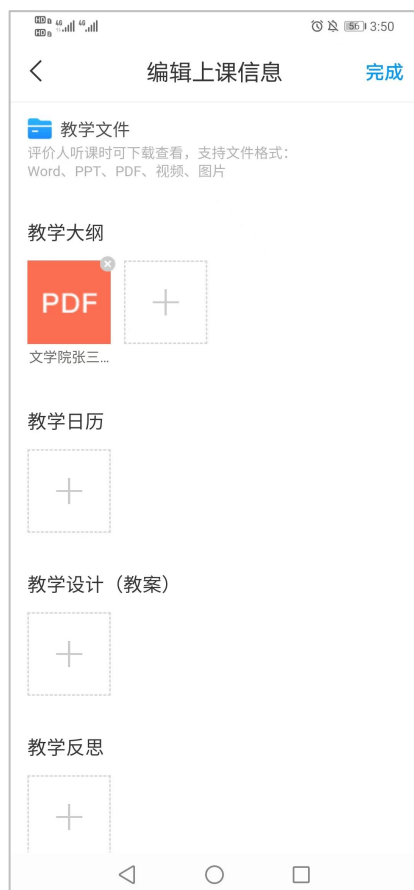 3:50
编辑上课信息
完成
教学文件
评价人听课时可下载查看，支持文件格式：
Word、PPT、PDF、视频、图片
教学大纲
PDF
文学院张三...
教学日历
教学设计（教案）
教学反思